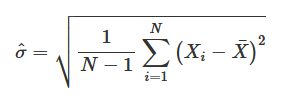 σ̂ = √( 1/(N − 1) ∑_{i=1}^{N} (X_i − X̄)^2 )